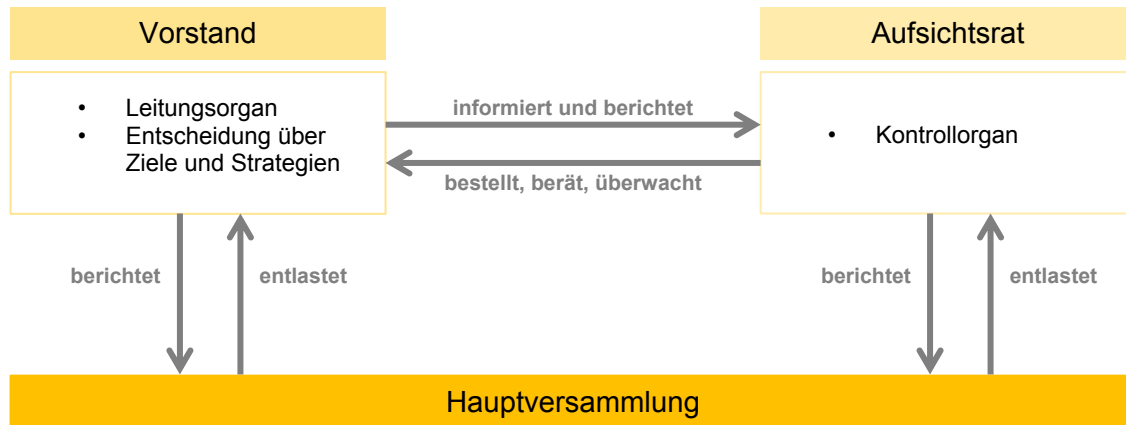 Vorstand
Aufsichtsrat
• Leitungsorgan
• Entscheidung über
Ziele und Strategien
informiert und berichtet
bestellt, berät, überwacht
• Kontrollorgan
berichtet
entlastet
berichtet
entlastet
Hauptversammlung